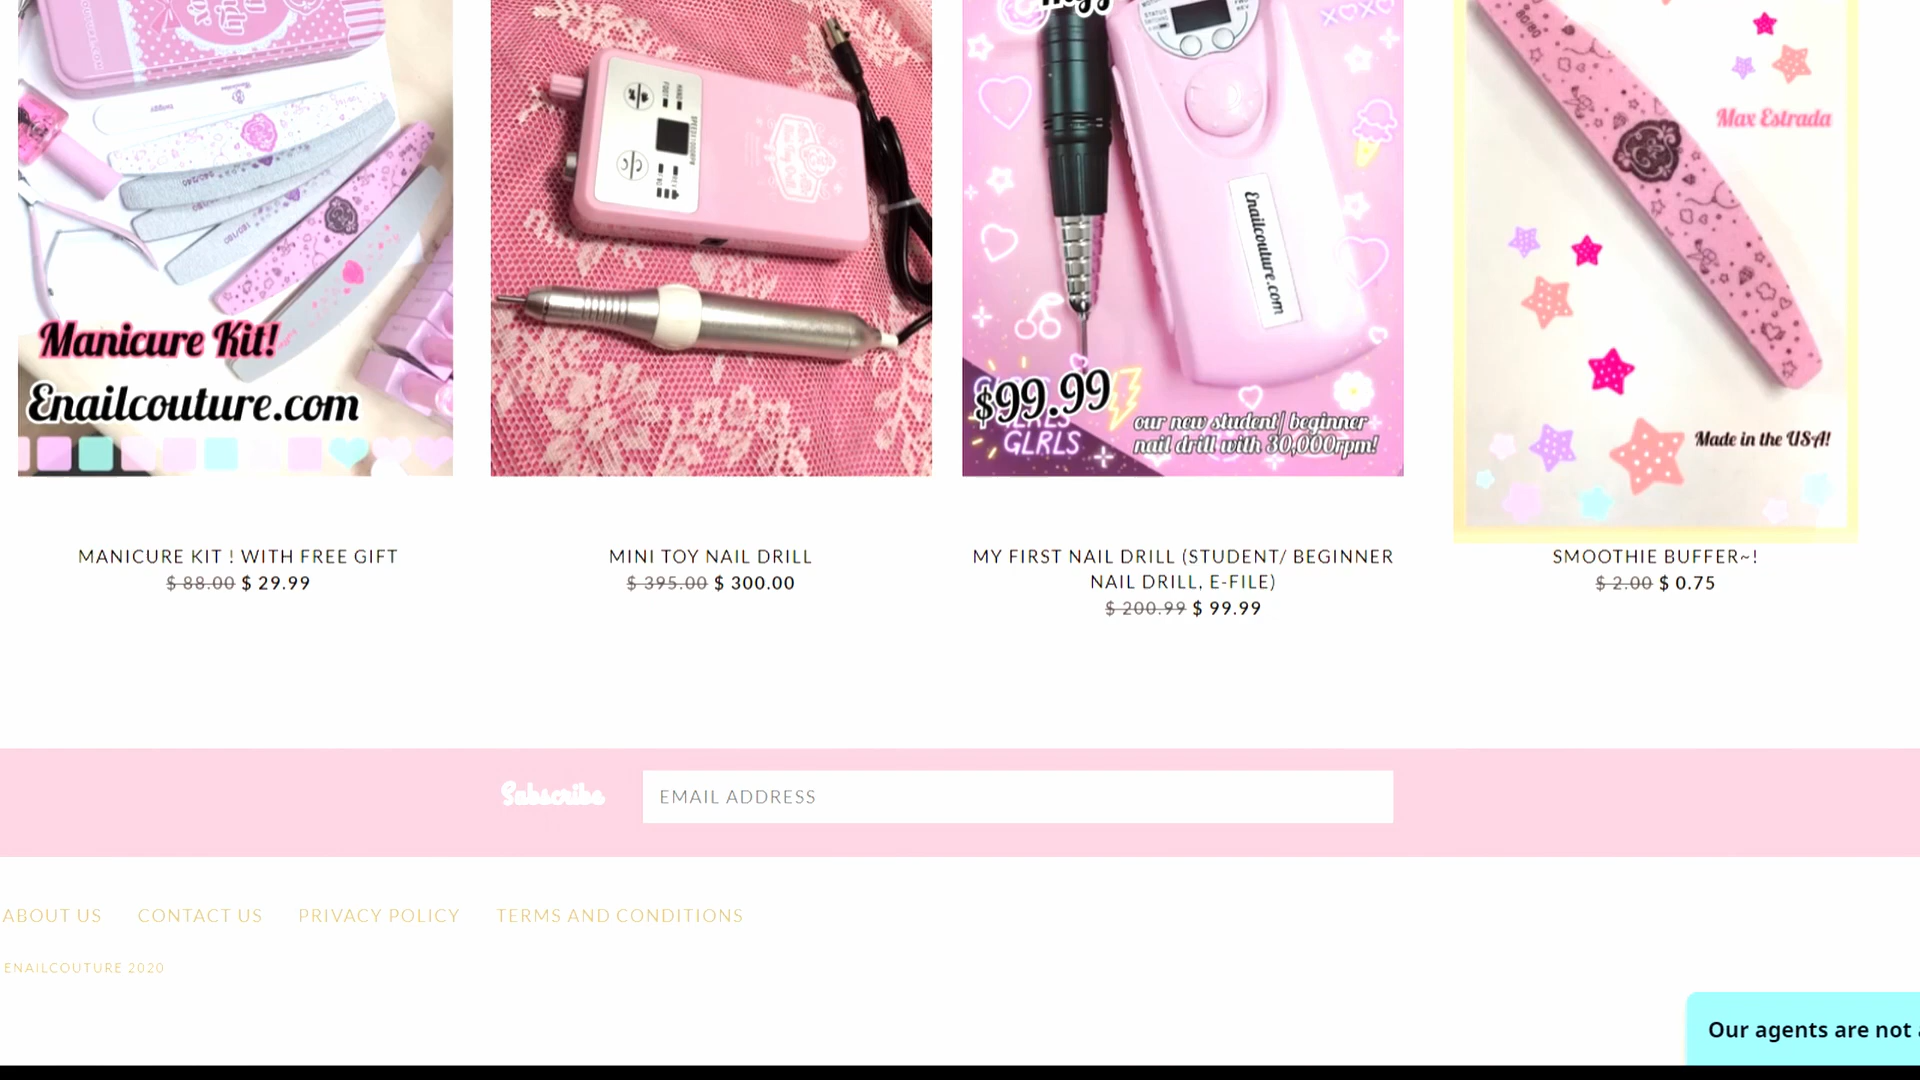 Max Estrada
Manicure Kit!
Enailcouture.com
Enailcouture.com
$99.99
GLRLS
our new student/ beginner
nail drill with 30,000rpm!
Made in the USA!
MANICURE KIT ! WITH FREE GIFT
$ 88.00 $ 29.99
MINI TOY NAIL DRILL
$ 395.00 $ 300.00
MY FIRST NAIL DRILL (STUDENT/ BEGINNER
NAIL DRILL, E-FILE)
$ 200.99 $ 99.99
SMOOTHIE BUFFER~!
$ 2.00 $ 0.75
Subscribe
EMAIL ADDRESS
ABOUT US
CONTACT US
PRIVACY POLICY
TERMS AND CONDITIONS
ENAILCOUTURE 2020
Our agents are not